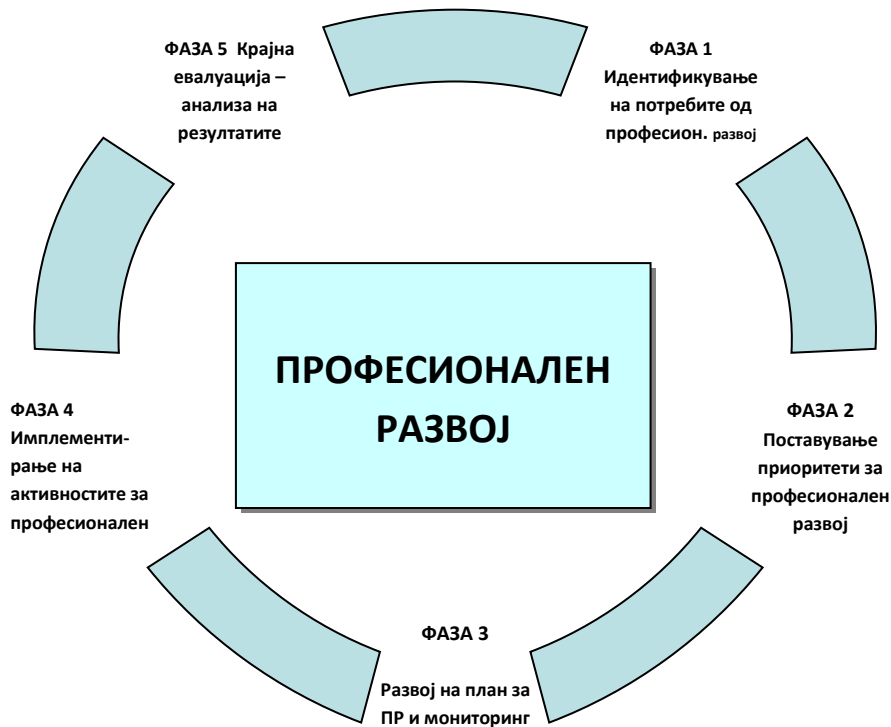 ФАЗА 5 Крајна
евалуација –
анализа на
резултатите
ФАЗА 1
Идентификување
на потребите од
професион. развој
ПРОФЕСИОНАЛЕН
РАЗВОЈ
ФАЗА 4
Имплементи-
рање на
активностите за
професионален
ФАЗА 2
Поставување
приоритети за
професионален
развој
ФАЗА 3
Развој на план за
ПР и мониторинг